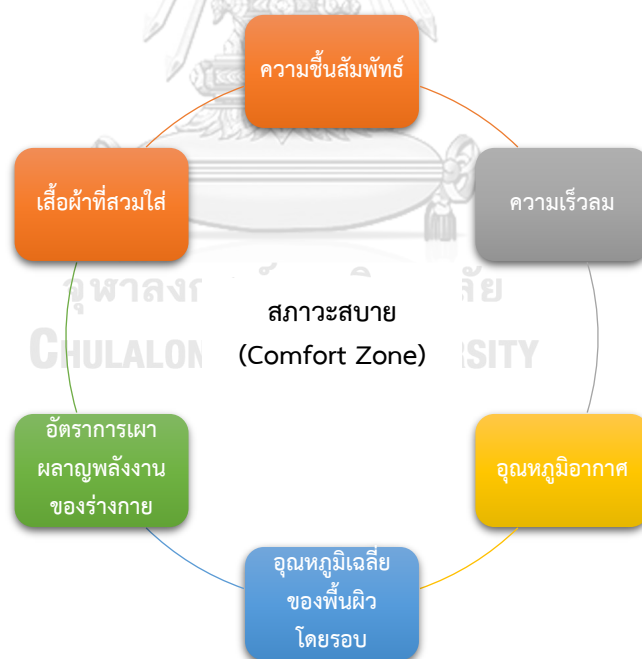 ความชื้นสัมพัทธ์
เสื้อผ้าที่สวมใส่
ความเร็วลม
สภาวะสบาย
(Comfort Zone)
อัตราการเผา
ผลาญพลังงาน
ของร่างกาย
อุณหภูมิอากาศ
อุณหภูมิเฉลี่ย
ของพื้นผิว
โดยรอบ